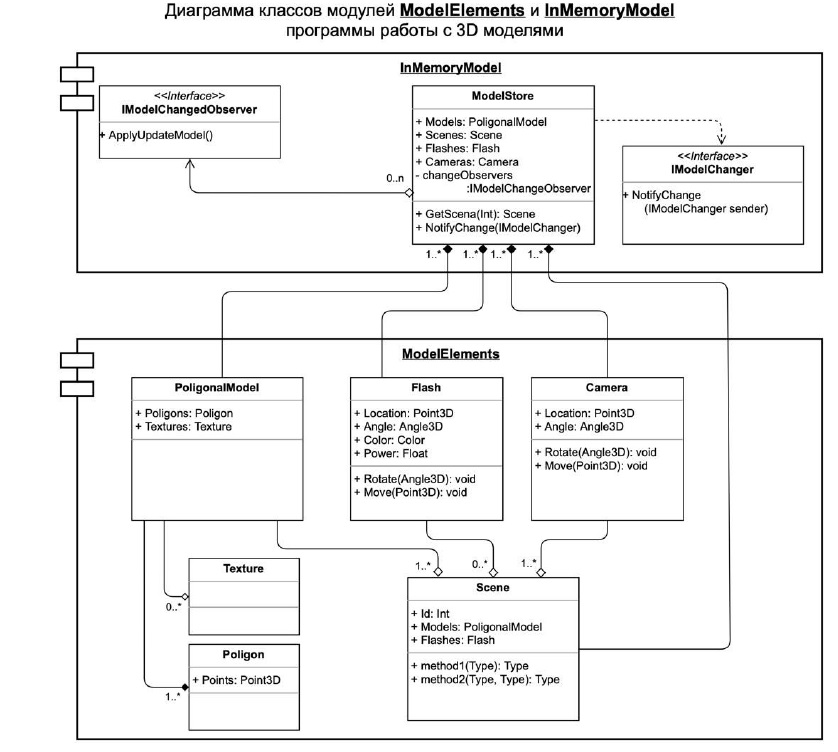 Диаграмма классов модулей ModelElements и InMemoryModel
программы работы с 3D моделями
InMemoryModel
<<Interface>>
IModelChangedObserver
+ ApplyUpdateModel()
ModelStore
+ Models: PoligonalModel
+ Scenes: Scene
+ Flashes: Flash
+ Cameras: Camera
- changeObservers
:IModelChangeObserver
+ GetScena(Int): Scene
+ NotifyChange(IModelChanger)
<<Interface>>
IModelChanger
+ NotifyChange
(IModelChanger sender)
0..n
1..*
1..*
1..*
1..*
ModelElements
PoligonalModel
+ Poligons: Poligon
+ Textures: Texture
Flash
+ Location: Point3D
+ Angle: Angle3D
+ Color: Color
+ Power: Float
+ Rotate(Angle3D): void
+ Move(Point3D): void
Camera
+ Location: Point3D
+ Angle: Angle3D
+ Rotate(Angle3D): void
+ Move(Point3D): void
1..*
0..*
1..*
Texture
0..*
Poligon
+ Points: Point3D
1..*
Scene
+ Id: Int
+ Models: PoligonalModel
+ Flashes: Flash
+ method1(Type): Type
+ method2(Type, Type): Type